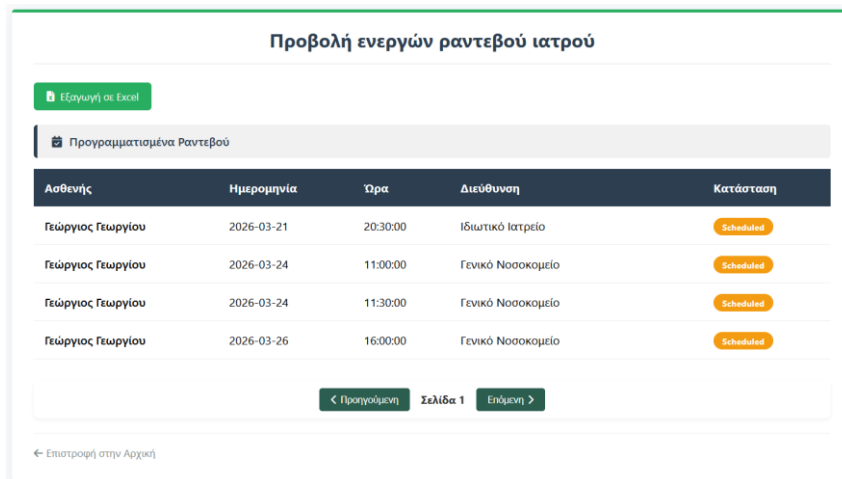 Προβολή ενεργών ραντεβού ιατρού
Εξαγωγή σε Excel
Προγραμματισμένα Ραντεβού
Ασθενής Ημερομηνία Ώρα Διεύθυνση Κατάσταση
Γεώργιος Γεωργίου 2026-03-21 20:30:00 Ιδιωτικό Ιατρείο Scheduled
Γεώργιος Γεωργίου 2026-03-24 11:00:00 Γενικό Νοσοκομείο Scheduled
Γεώργιος Γεωργίου 2026-03-24 11:30:00 Γενικό Νοσοκομείο Scheduled
Γεώργιος Γεωργίου 2026-03-26 16:00:00 Γενικό Νοσοκομείο Scheduled
Προηγούμενη Σελίδα 1 Επόμενη
Επιστροφή στην Αρχική